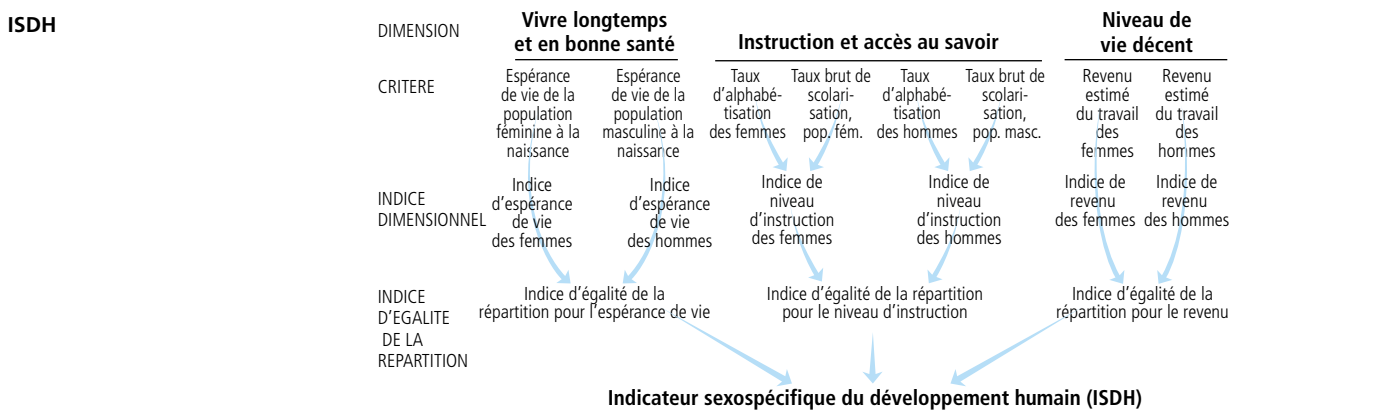 ISDH
DIMENSION
Vivre longtemps
et en bonne santé
Instruction et accès au savoir
Niveau de
vie décent
CRITERE
Espérance
de vie de la
population
féminine à la
naissance
Espérance
de vie de la
population
masculine à la
naissance
Taux
d'alphabé-
tisation
des femmes
Taux brut de
scolari-
sation,
pop. fém.
Taux
d'alphabé-
tisation
des hommes
Taux brut de
scolari-
sation,
pop. masc.
Revenu
estimé
du travail
des
femmes
Revenu
estimé
du travail
des
hommes
INDICE
DIMENSIONNEL
Indice
d'espérance
de vie
des femmes
Indice
d'espérance
de vie
des hommes
Indice de
niveau
d'instruction
des femmes
Indice de
niveau
d'instruction
des hommes
Indice de
revenu
des femmes
Indice de
revenu
des hommes
INDICE
D'EGALITE
DE LA
REPARTITION
Indice d'égalité de la
répartition pour l'espérance de vie
Indice d'égalité de la répartition
pour le niveau d'instruction
Indice d'égalité de la
répartition pour le revenu
Indicateur sexospécifique du développement humain (ISDH)